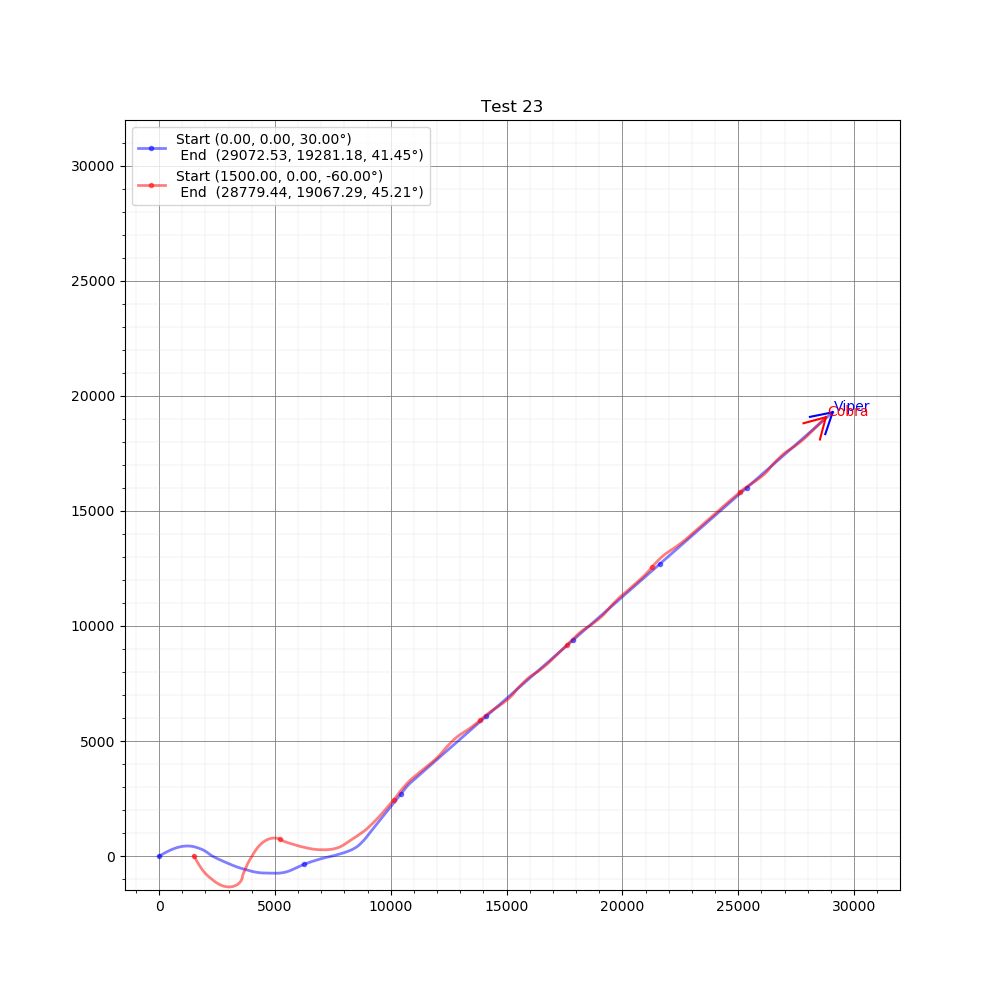 Test 23
Start (0.00, 0.00, 30.00°)
End (29072.53, 19281.18, 41.45°)
Start (1500.00, 0.00, -60.00°)
End (28779.44, 19067.29, 45.21°)
30000
25000
20000
15000
10000
5000
0
Viper
Cobra
0 5000 10000 15000 20000 25000 30000